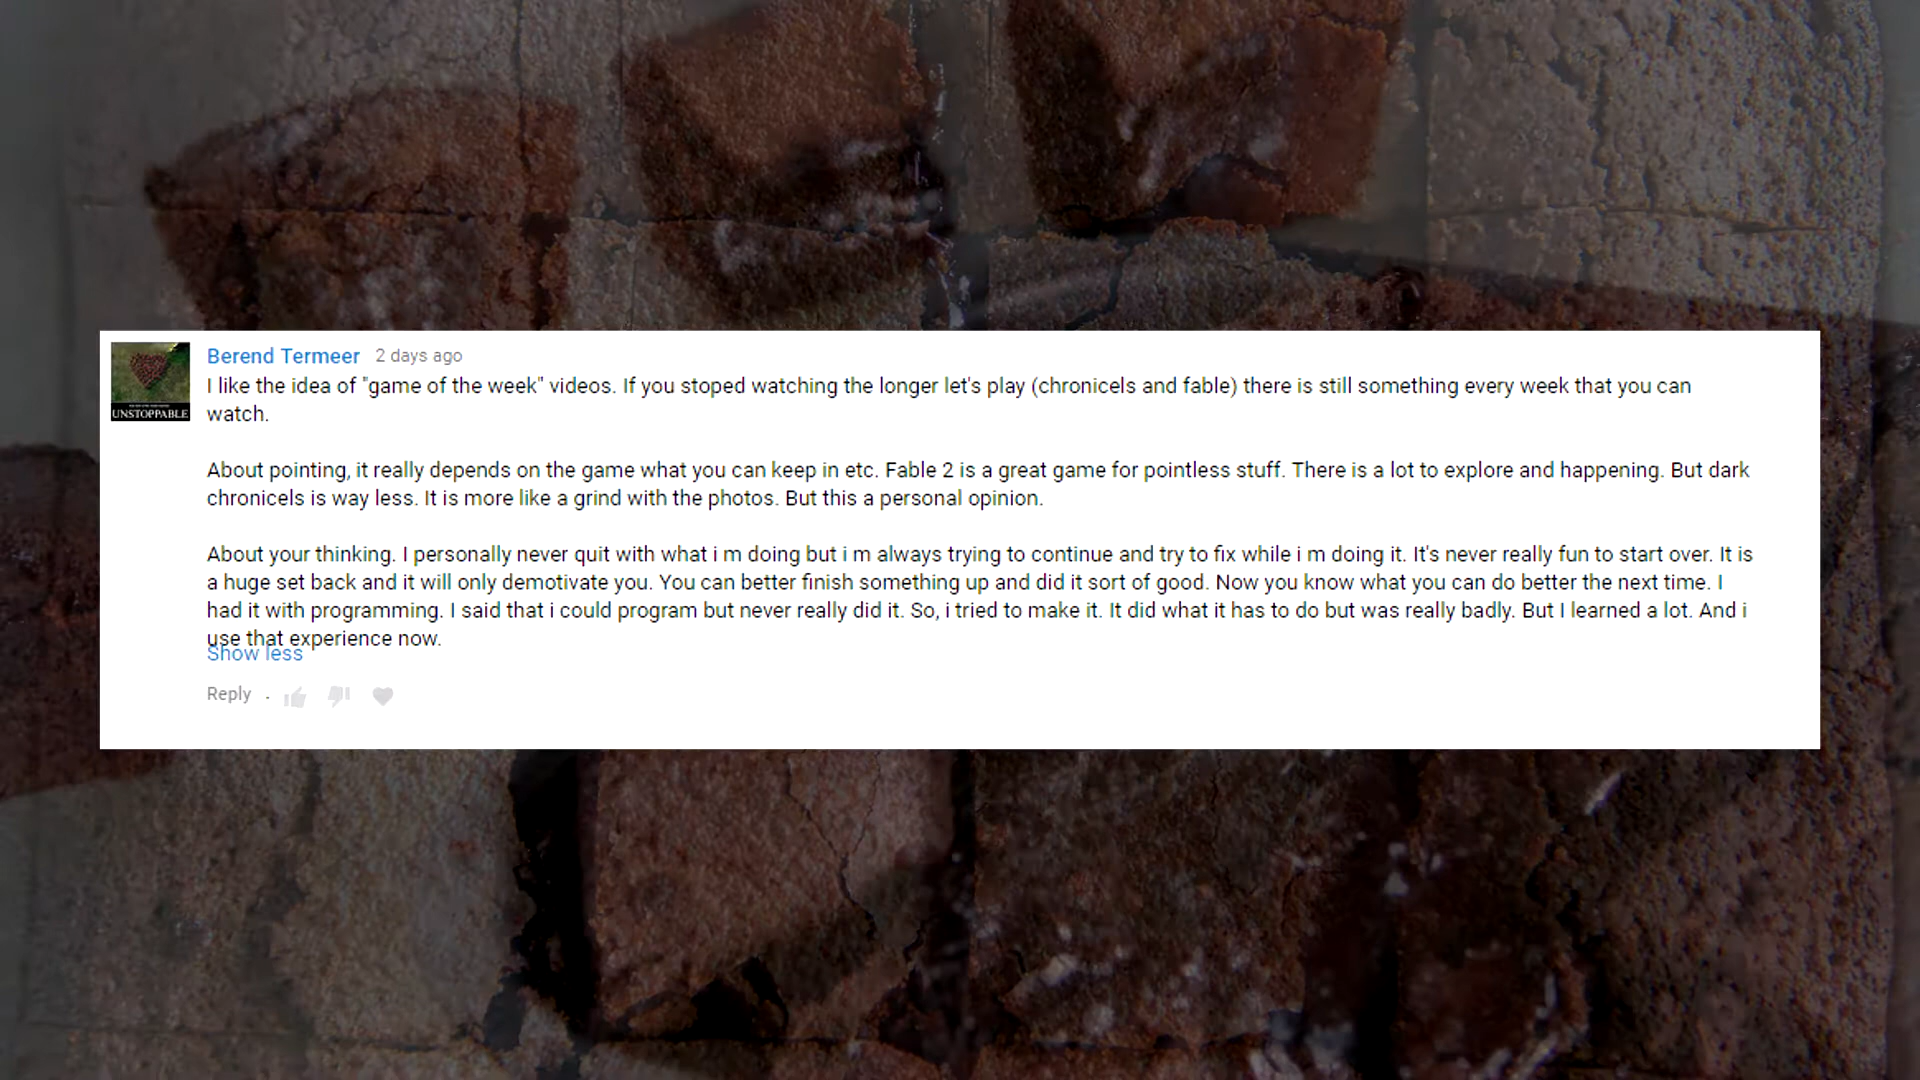 Berend Termeer 2 days ago
I like the idea of "game of the week" videos. If you stoped watching the longer let's play (chronicels and fable) there is still something every week that you can
watch.
About pointing, it really depends on the game what you can keep in etc. Fable 2 is a great game for pointless stuff. There is a lot to explore and happening. But dark
chronicels is way less. It is more like a grind with the photos. But this a personal opinion.
About your thinking. I personally never quit with what i m doing but i m always trying to continue and try to fix while i m doing it. It's never really fun to start over. It is
a huge set back and it will only demotivate you. You can better finish something up and did it sort of good. Now you know what you can do better the next time. I
had it with programming. I said that i could program but never really did it. So, i tried to make it. It did what it has to do but was really badly. But I learned a lot. And i
use that experience now.
Show less
Reply
UNSTOPPABLE